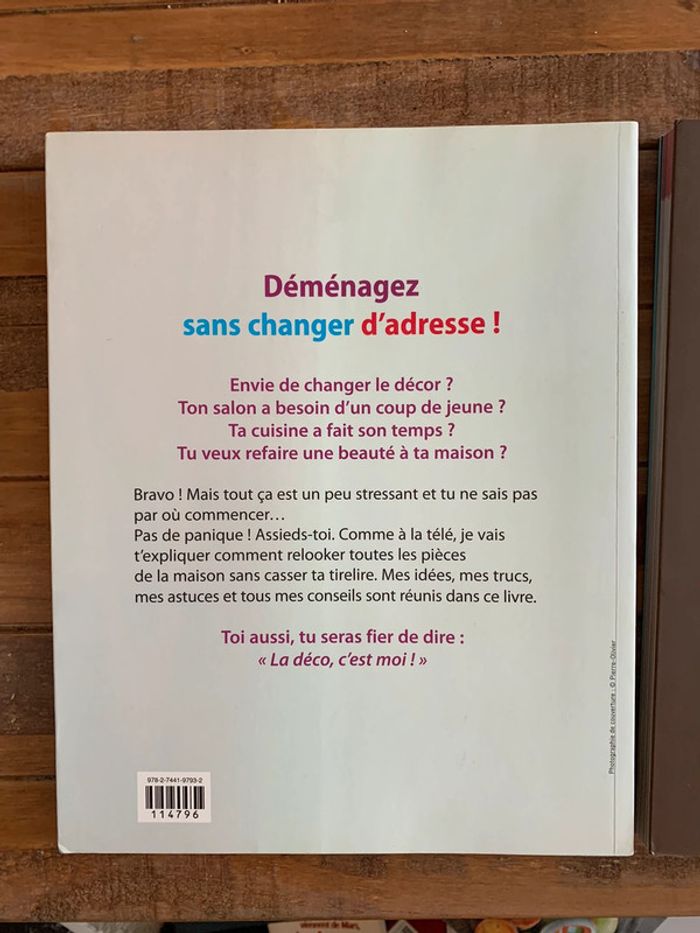 Déménagez
sans changer d'adresse !
Envie de changer le décor ?
Ton salon a besoin d'un coup de jeune ?
Ta cuisine a fait son temps ?
Tu veux refaire une beauté à ta maison ?
Bravo ! Mais tout ça est un peu stressant et tu ne sais pas
par où commencer…
Pas de panique ! Assieds-toi. Comme à la télé, je vais
t'expliquer comment relooker toutes les pièces
de la maison sans casser ta tirelire. Mes idées, mes trucs,
mes astuces et tous mes conseils sont réunis dans ce livre.
Toi aussi, tu seras fier de dire :
« La déco, c'est moi ! »
Photographie de couverture : © Pierre-Olivier
978-2-7441-9793-2
114796